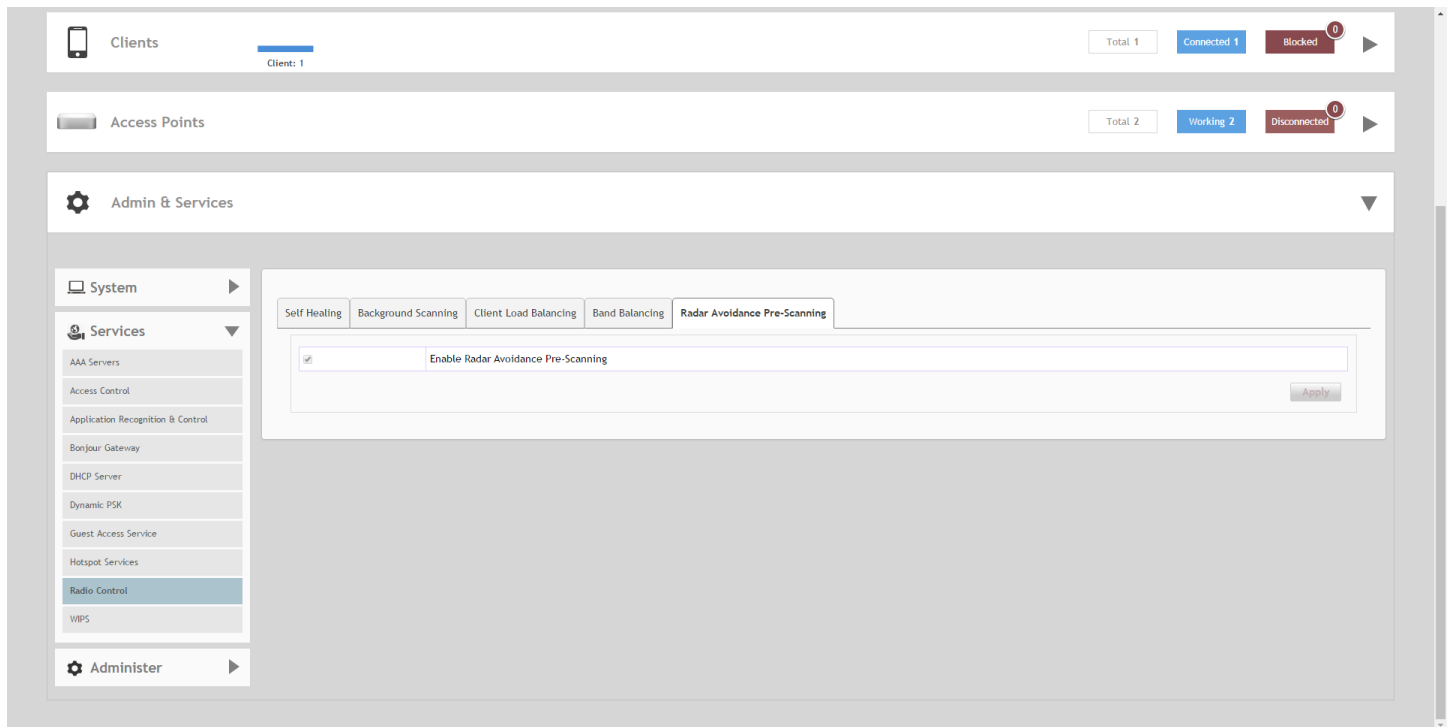 Clients
Client: 1
Total 1
Connected 1
Blocked
0
Access Points
Total 2
Working 2
Disconnected
0
Admin & Services
System
Services
AAA Servers
Access Control
Application Recognition & Control
Bonjour Gateway
DHCP Server
Dynamic PSK
Guest Access Service
Hotspot Services
Radio Control
WIPS
Administer
Self Healing
Background Scanning
Client Load Balancing
Band Balancing
Radar Avoidance Pre-Scanning
Enable Radar Avoidance Pre-Scanning
Apply